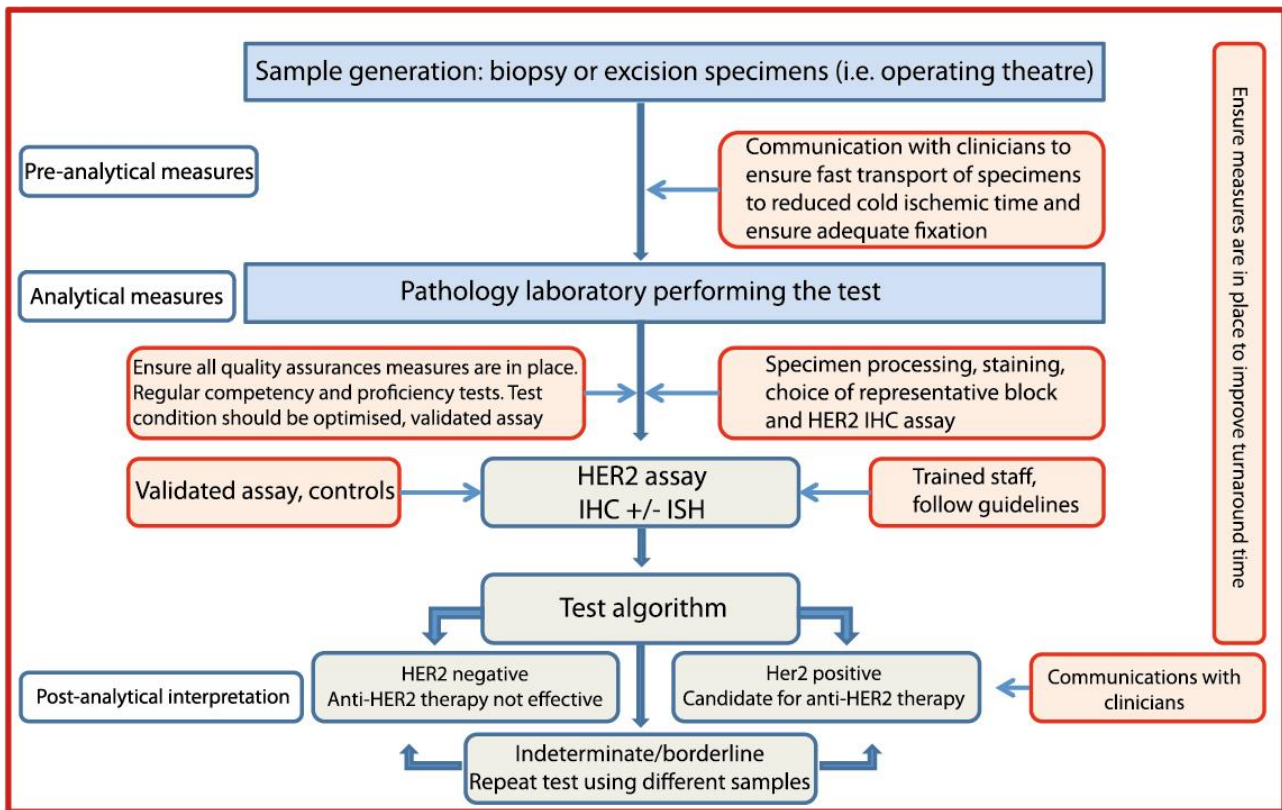 Sample generation: biopsy or excision specimens (i.e. operating theatre)
Pre-analytical measures
Communication with clinicians to
ensure fast transport of specimens
to reduced cold ischemic time and
ensure adequate fixation
Analytical measures
Pathology laboratory performing the test
Ensure all quality assurances measures are in place.
Regular competency and proficiency tests. Test
condition should be optimised, validated assay
Specimen processing, staining,
choice of representative block
and HER2 IHC assay
Validated assay, controls
HER2 assay
IHC +/- ISH
Trained staff,
follow guidelines
Test algorithm
Post-analytical interpretation
HER2 negative
Anti-HER2 therapy not effective
Her2 positive
Candidate for anti-HER2 therapy
Communications with
clinicians
Indeterminate/borderline
Repeat test using different samples
Ensure measures are in place to improve turnaround time